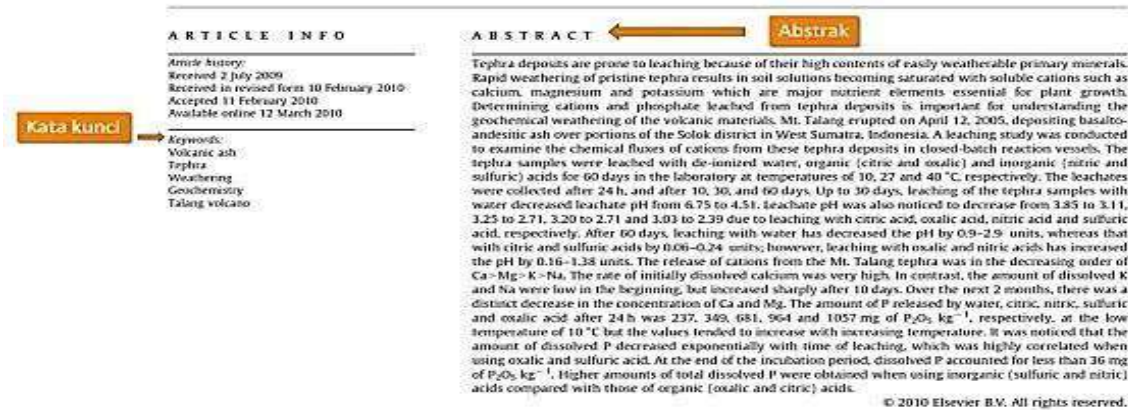 ARTICLE INFO
Article history:
Received 2 July 2009
Received in revised form 10 February 2010
Accepted 11 February 2010
Available online 12 March 2010
Kata kunci
Keywords:
Volcanic ash
Tephra
Weathering
Geochemistry
Talang volcano
ABSTRACT
Abstrak
Tephra deposits are prone to leaching because of their high contents of easily weatherable primary minerals.
Rapid weathering of pristine tephra results in soil solutions becoming saturated with soluble cations such as
calcium, magnesium and potassium which are major nutrient elements essential for plant growth.
Determining cations and phosphate leached from tephra deposits is important for understanding the
geochemical weathering of the volcanic materials. Mt. Talang erupted on April 12, 2005, depositing basalto-
andesitic ash over portions of the Solok district in West Sumatra, Indonesia. A leaching study was conducted
to examine the chemical fluxes of cations from these tephra deposits in closed-batch reaction vessels. The
tephra samples were leached with de-ionized water, organic (citric and oxalic) and inorganic (nitric and
sulfuric) acids for 60 days in the laboratory at temperatures of 10, 27 and 40 °C, respectively. The leachates
were collected after 24 h, and after 10, 30, and 60 days. Up to 30 days, leaching of the tephra samples with
water decreased leachate pH from 6.75 to 4.51. Leachate pH was also noticed to decrease from 3.85 to 3.11,
3.25 to 2.71, 3.20 to 2.71 and 3.03 to 2.39 due to leaching with citric acid, oxalic acid, nitric acid and sulfuric
acid, respectively. After 60 days, leaching with water has decreased the pH by 0.9–2.9 units, whereas that
with citric and sulfuric acids by 0.06–0.24 units; however, leaching with oxalic and nitric acids has increased
the pH by 0.16–1.38 units. The release of cations from the Mt. Talang tephra was in the decreasing order of
Ca>Mg>K>Na. The rate of initially dissolved calcium was very high. In contrast, the amount of dissolved K
and Na were low in the beginning, but increased sharply after 10 days. Over the next 2 months, there was a
distinct decrease in the concentration of Ca and Mg. The amount of P released by water, citric, nitric, sulfuric
and oxalic acid after 24 h was 237, 349, 681, 964 and 1057 mg of P₂O₅ kg⁻¹, respectively, at the low
temperature of 10 °C but the values tended to increase with increasing temperature. It was noticed that the
amount of dissolved P decreased exponentially with time of leaching, which was highly correlated when
using oxalic and sulfuric acid. At the end of the incubation period, dissolved P accounted for less than 36 mg
of P₂O₅ kg⁻¹. Higher amounts of total dissolved P were obtained when using inorganic (sulfuric and nitric)
acids compared with those of organic (oxalic and citric) acids.
© 2010 Elsevier B.V. All rights reserved.